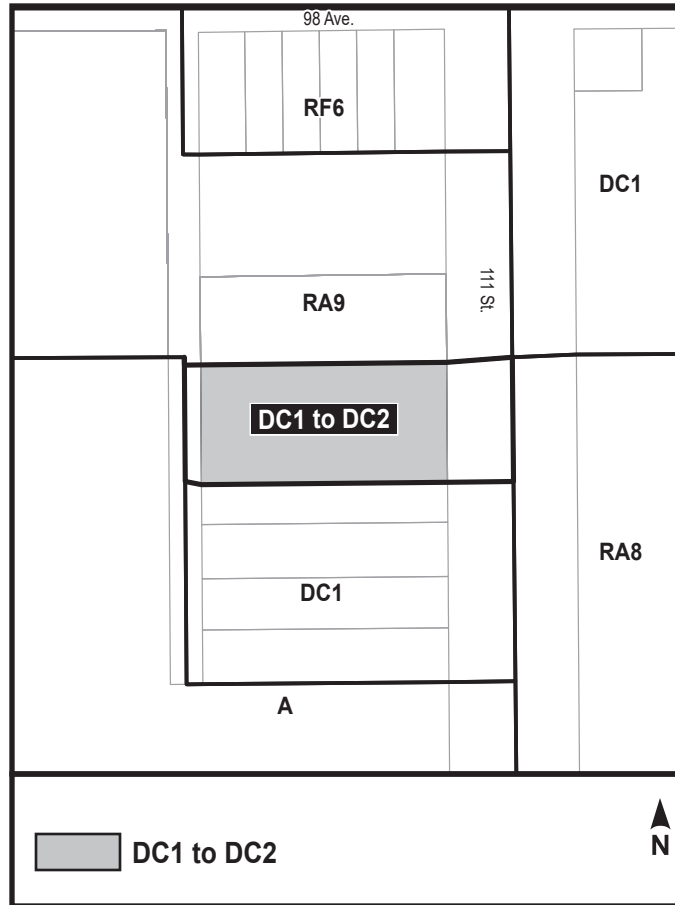 98 Ave.
RF6
DC1
111 St.
RA9
DC1 to DC2
RA8
DC1
A
DC1 to DC2
N